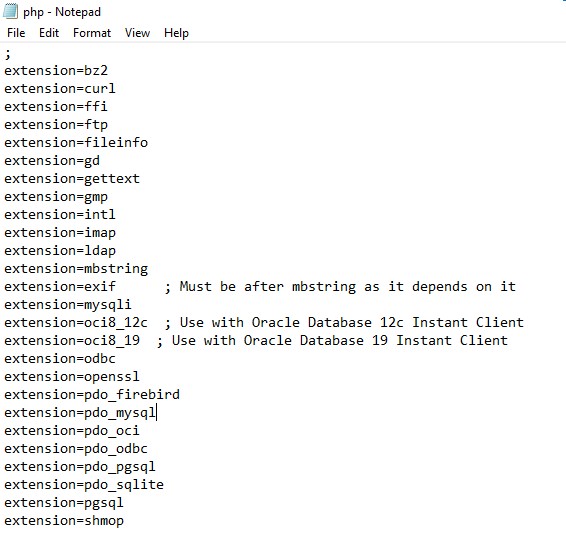 php - Notepad
File Edit Format View Help
;
extension=bz2
extension=curl
extension=ffi
extension=ftp
extension=fileinfo
extension=gd
extension=gettext
extension=gmp
extension=intl
extension=imap
extension=ldap
extension=mbstring
extension=exif      ; Must be after mbstring as it depends on it
extension=mysqli
extension=oci8_12c  ; Use with Oracle Database 12c Instant Client
extension=oci8_19  ; Use with Oracle Database 19 Instant Client
extension=odbc
extension=openssl
extension=pdo_firebird
extension=pdo_mysql
extension=pdo_oci
extension=pdo_odbc
extension=pdo_pgsql
extension=pdo_sqlite
extension=pgsql
extension=shmop